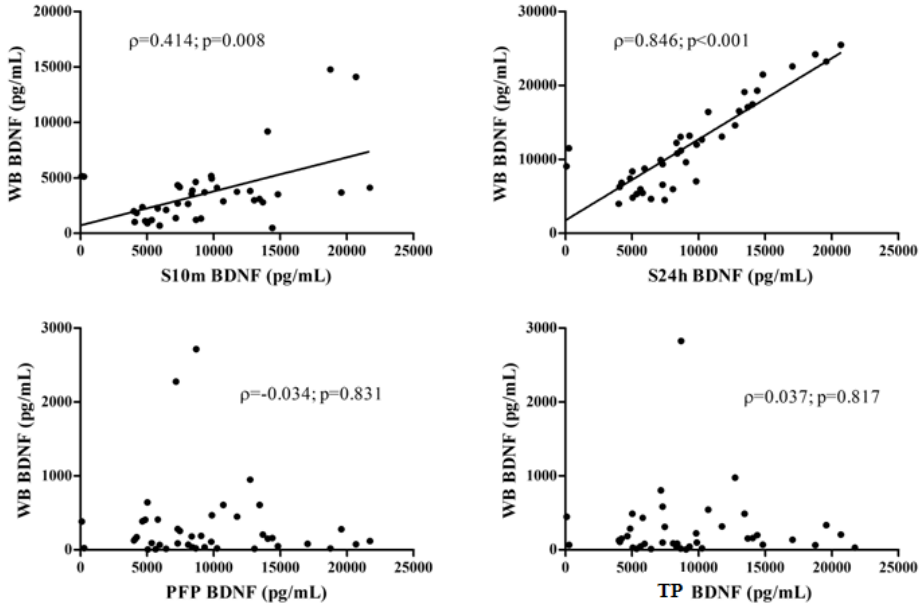 ρ=0.414; p=0.008
WB BDNF (pg/mL)
20000
15000
10000
5000
0
0 5000 10000 15000 20000 25000
S10m BDNF (pg/mL)
ρ=0.846; p<0.001
WB BDNF (pg/mL)
30000
20000
10000
0
0 5000 10000 15000 20000 25000
S24h BDNF (pg/mL)
ρ=-0.034; p=0.831
WB BDNF (pg/mL)
3000
2000
1000
0
0 5000 10000 15000 20000 25000
PFP BDNF (pg/mL)
ρ=0.037; p=0.817
WB BDNF (pg/mL)
3000
2000
1000
0
0 5000 10000 15000 20000 25000
TP BDNF (pg/mL)